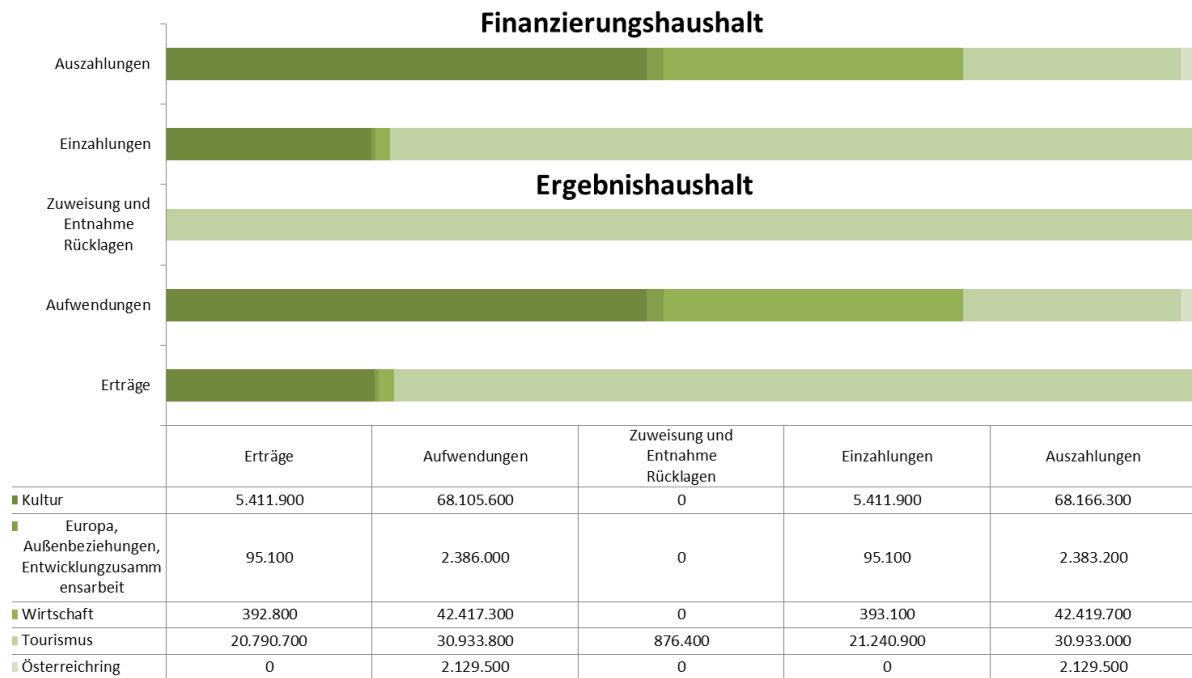 Finanzierungshaushalt
Auszahlungen
Einzahlungen
Ergebnishaushalt
Zuweisung und
Entnahme
Rücklagen
Aufwendungen
Erträge
Erträge Aufwendungen Zuweisung und Einzahlungen Auszahlungen
Entnahme
Rücklagen
Kultur 5.411.900 68.105.600 0 5.411.900 68.166.300
Europa,
Außenbeziehungen,
Entwicklungzusamm
ensarbeit 95.100 2.386.000 0 95.100 2.383.200
Wirtschaft 392.800 42.417.300 0 393.100 42.419.700
Tourismus 20.790.700 30.933.800 876.400 21.240.900 30.933.000
Österreichring 0 2.129.500 0 0 2.129.500